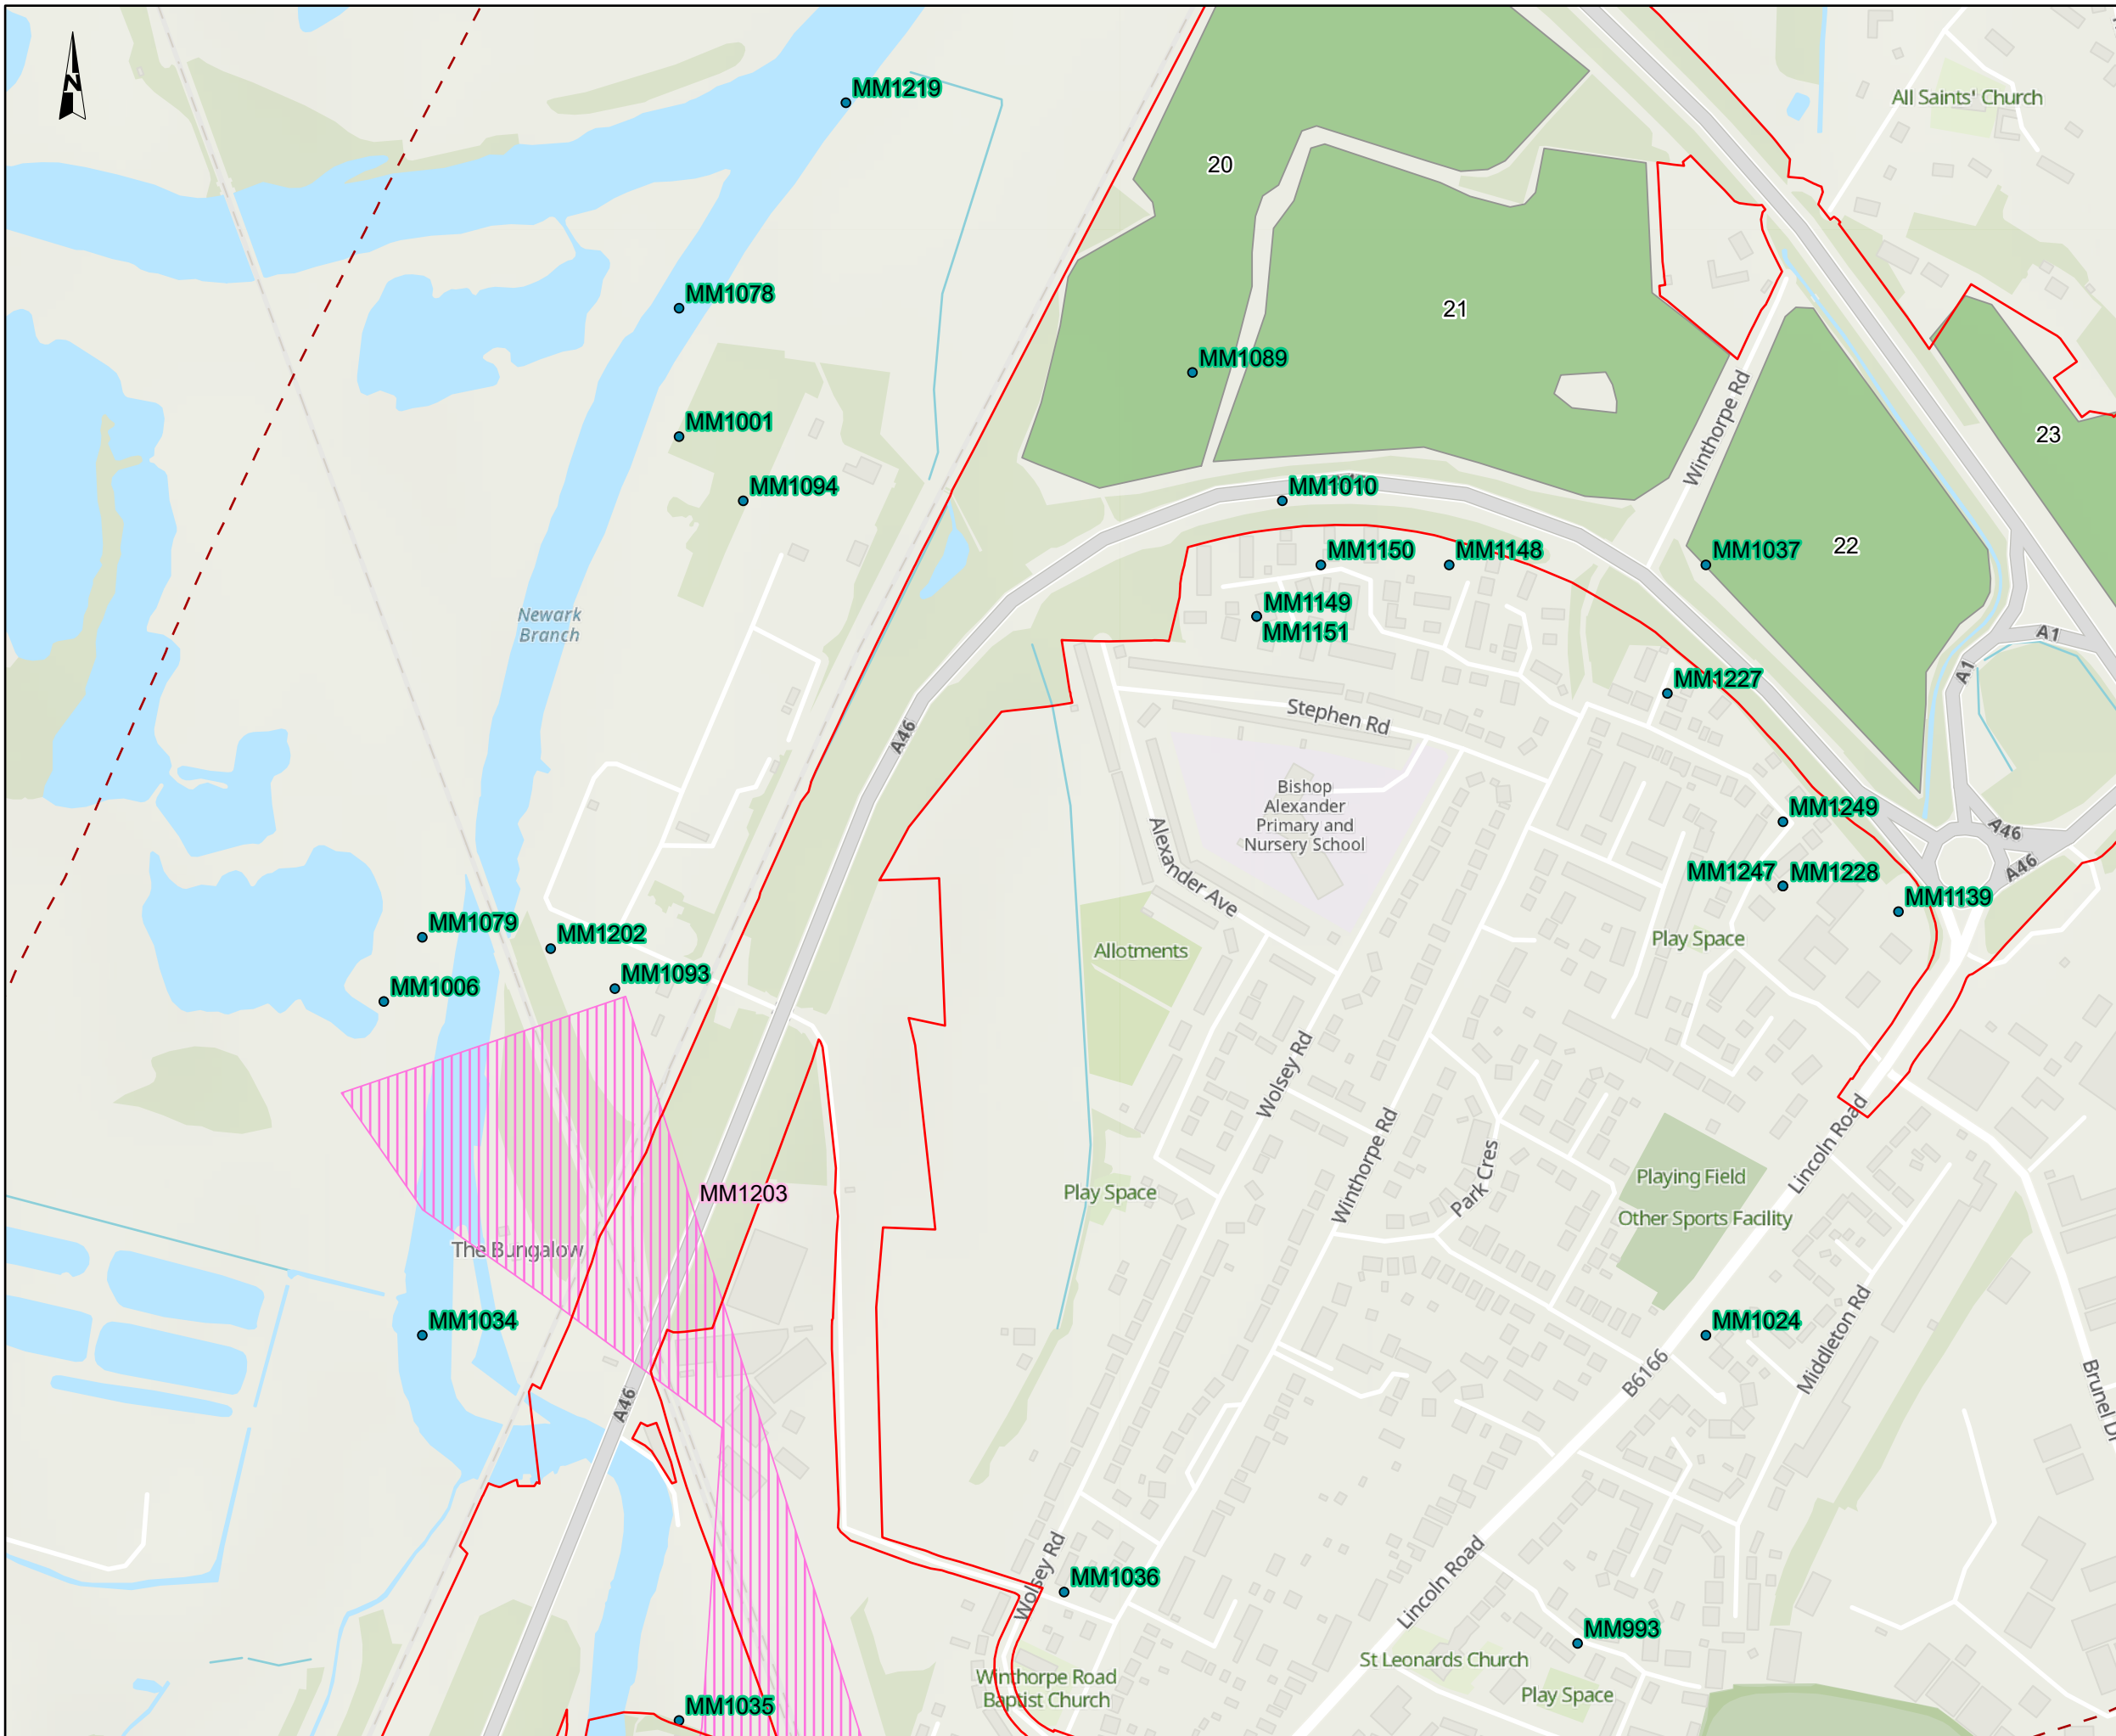 N
MM1219
All Saints' Church
20
MM1078
21
MM1089
MM1001
Winthorpe Rd
23
MM1094
MM1010
MM1150
MM1148
MM1037
22
Newark
Branch
MM1149
MM1151
A1
A1
MM1227
Stephen Rd
A46
Bishop
Alexander
Primary and
Nursery School
MM1249
A46
Alexander Ave
MM1247
MM1228
A46
MM1139
MM1079
MM1202
Allotments
Play Space
MM1093
MM1006
Wolsey Rd
Winthorpe Rd
Park Cres
Lincoln Road
Playing Field
MM1203
Play Space
Other Sports Facility
The Bungalow
MM1034
MM1024
Middleton Rd
B6166
A46
Brunel
Wolsey Rd
MM1036
Lincoln Road
MM993
St Leonards Church
Winthorpe Road
Baptist Church
Play Space
MM1035